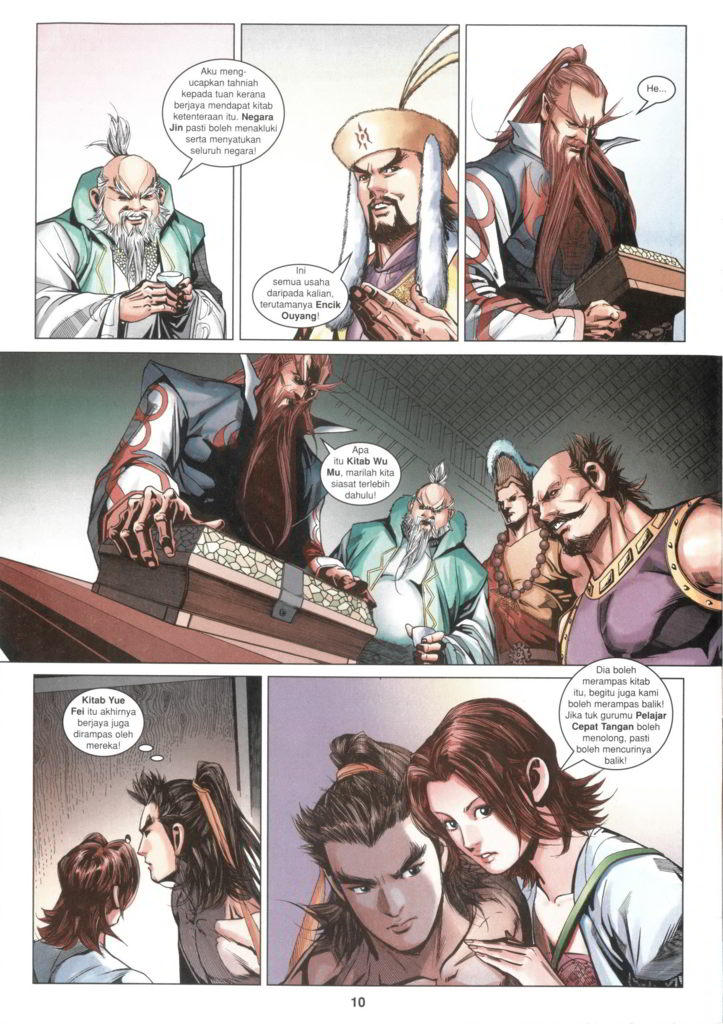 Aku meng-
ucapkan tahniah
kepada tuan kerana
berjaya mendapat kitab
ketenteraan itu. Negara
Jin pasti boleh menakluki
serta menyatukan
seluruh negara!
Ini
semua usaha
daripada kalian,
terutamanya Encik
Ouyang!
He...
Apa
itu Kitab Wu
Mu, marilah kita
siasat terlebih
dahulu!
Kitab Yue
Fei itu akhirnya
berjaya juga
dirampas oleh
mereka!
Dia boleh
merampas kitab
itu, begitu juga kami
boleh merampas balik!
Jika tuk gurumu Pelajar
Cepat Tangan boleh
menolong, pasti
boleh mencurinya
balik!
10